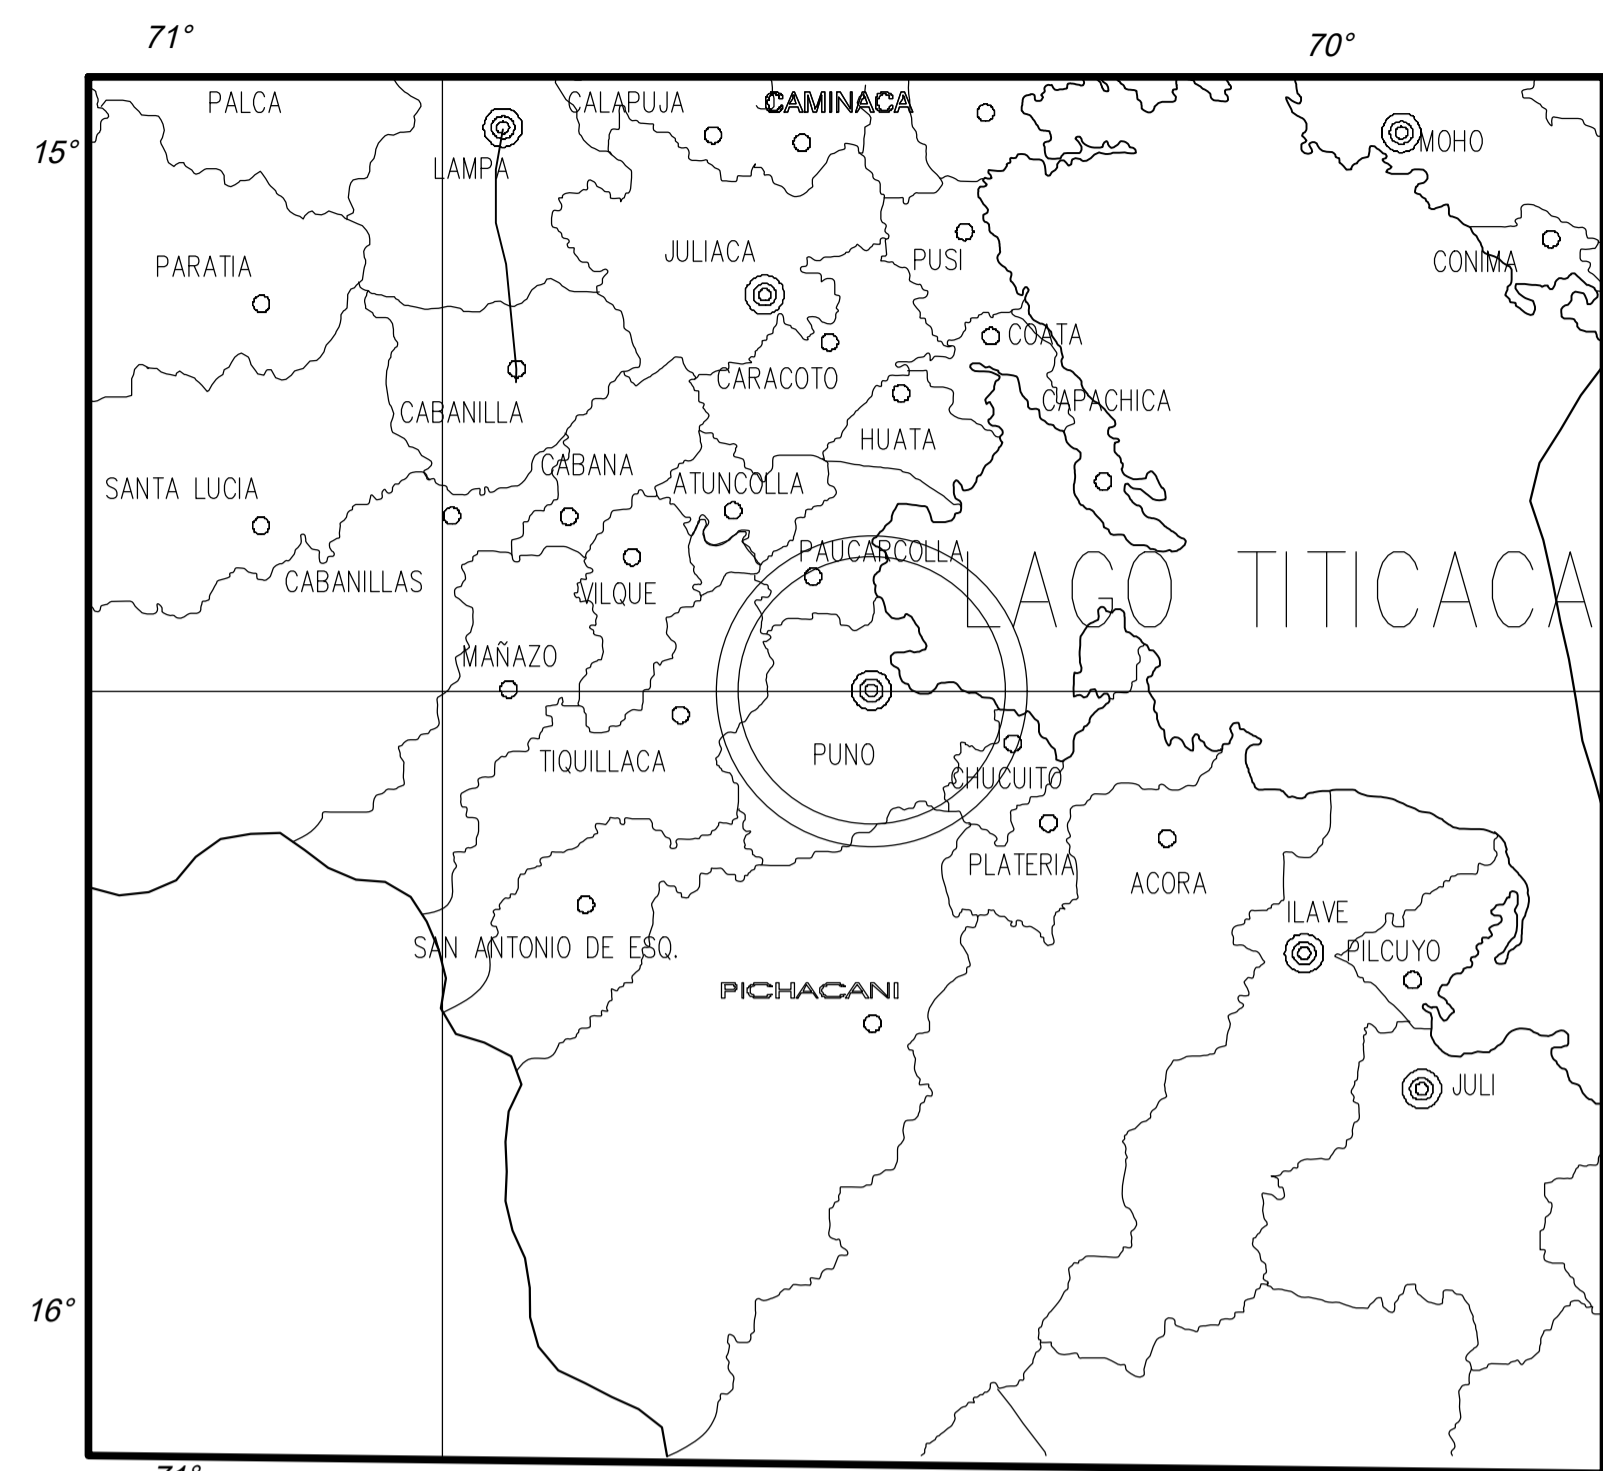 71°
70°
PALCA
CALAPUJA
CAMINACA
15°
LAMPA
MOHO
JULIACA
PUSI
CONIMA
PARATIA
COATA
CARACOTO
CAPACHICA
CABANILLA
HUATA
CABANA
ATUNCOLLA
SANTA LUCIA
PAUCARCOLLA
CABANILLAS
VILQUE
LAGO TITICACA
MAÑAZO
TIQUILLACA
PUNO
CHUCUITO
PLATERIA
ACORA
ILAVE
SAN ANTONIO DE ESQ.
PILCUYO
PICHACANI
JULI
16°